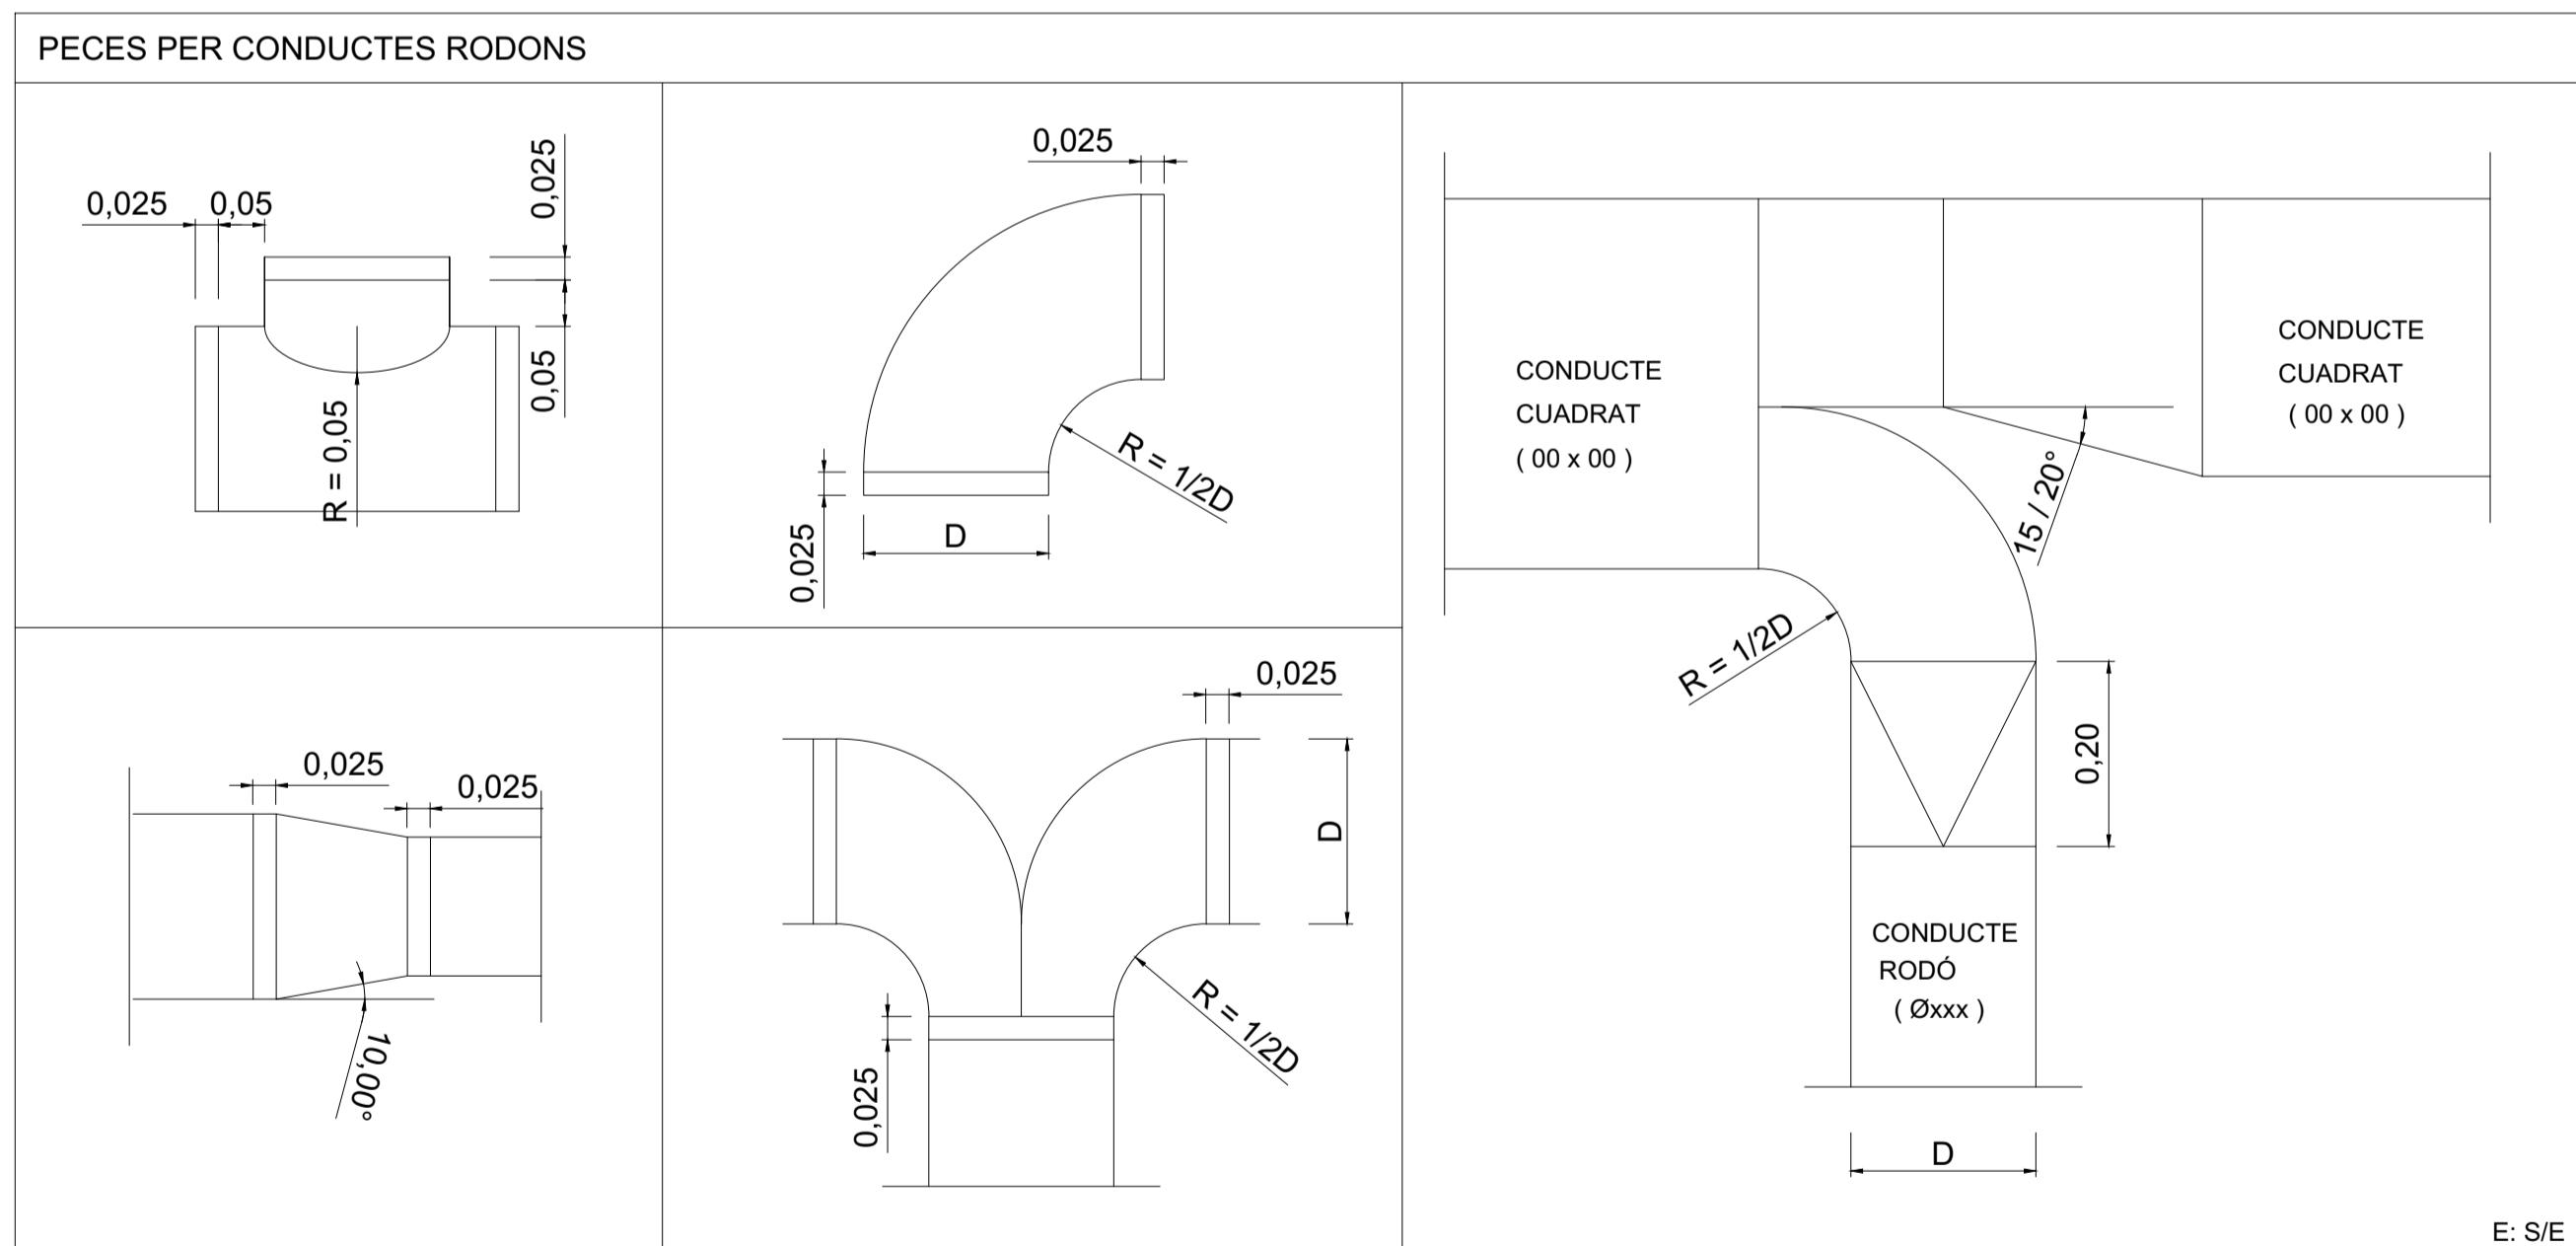 PECES PER CONDUCTES RODONS
0,025
0,05
0,025
0,05
R = 0,05
0,025
R = 1/2D
0,025
D
CONDUCTE
CUADRAT
( 00 x 00 )
CONDUCTE
CUADRAT
( 00 x 00 )
15 / 20°
R = 1/2D
0,20
CONDUCTE
RODÓ
( Øxxx )
D
0,025
0,025
10,00°
0,025
D
R = 1/2D
0,025
E: S/E